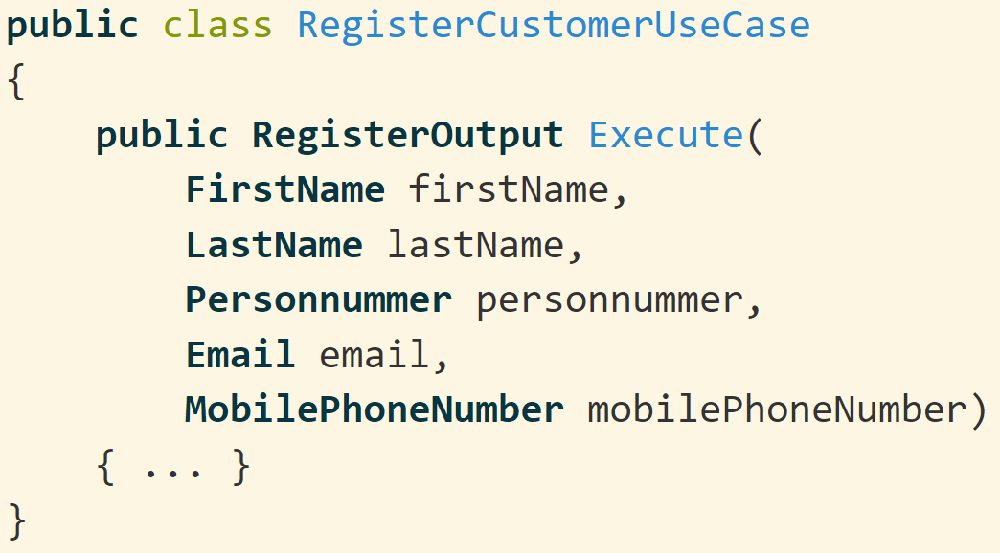 public class RegisterCustomerUseCase
{
    public RegisterOutput Execute(
        FirstName firstName,
        LastName lastName,
        Personnummer personnummer,
        Email email,
        MobilePhoneNumber mobilePhoneNumber)
    { ... }
}